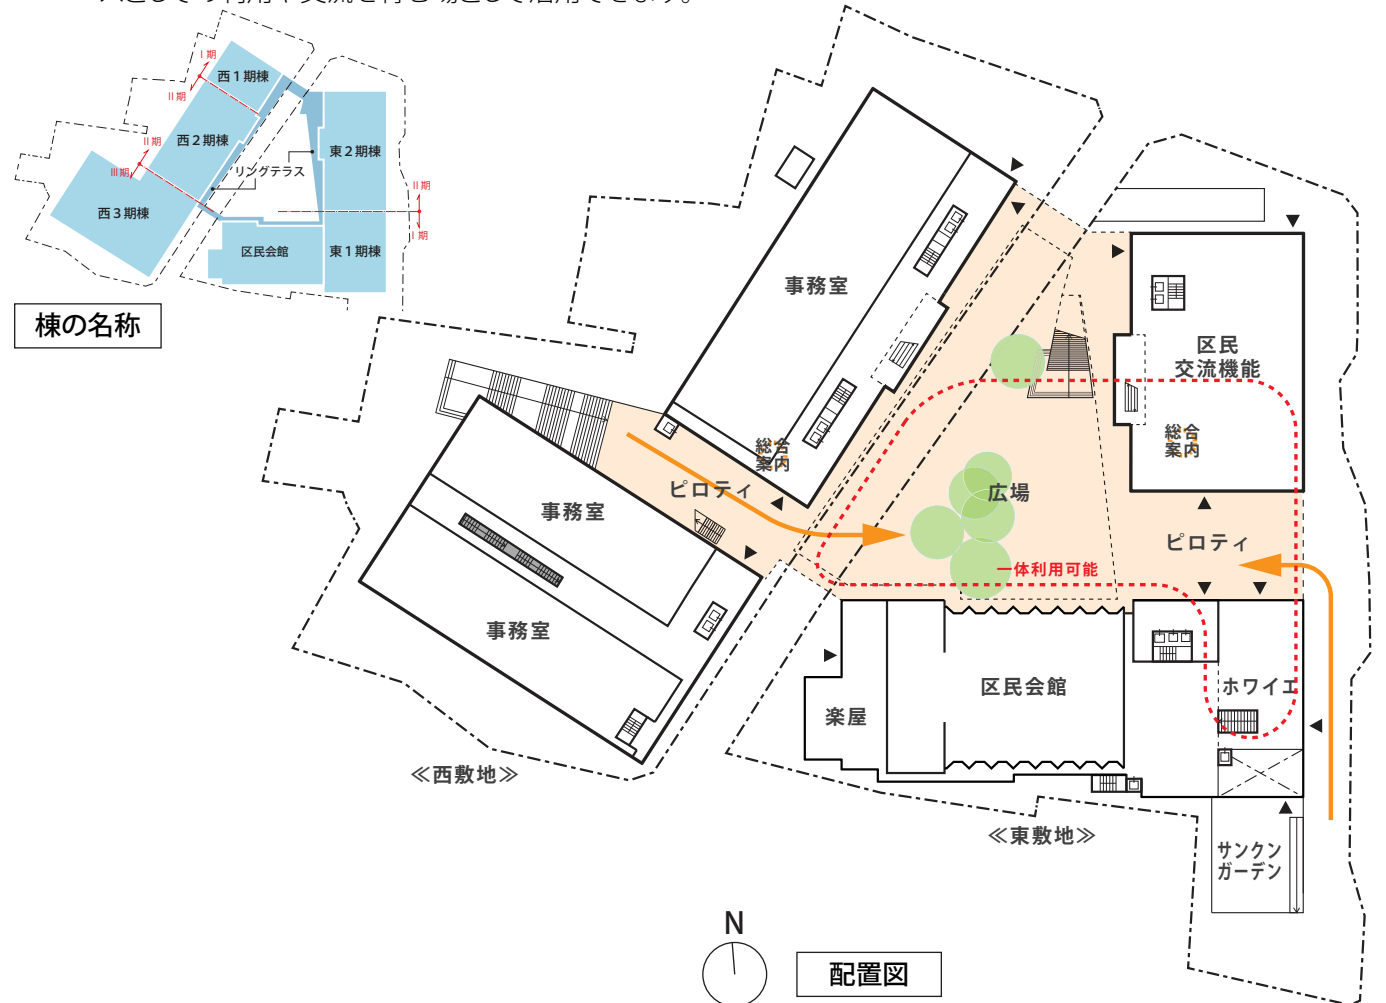 Ⅰ期
西1期棟
Ⅱ期
Ⅱ期
西2期棟
東2期棟
リングテラス
Ⅲ期
Ⅱ期
西3期棟
Ⅰ期
区民会館
東1期棟
棟の名称
事務室
区民
交流機能
総合
案内
総合
案内
ピロティ
広場
事務室
ピロティ
一体利用可能
事務室
区民会館
ホワイエ
楽屋
≪西敷地≫
≪東敷地≫
サンクン
ガーデン
N
配置図